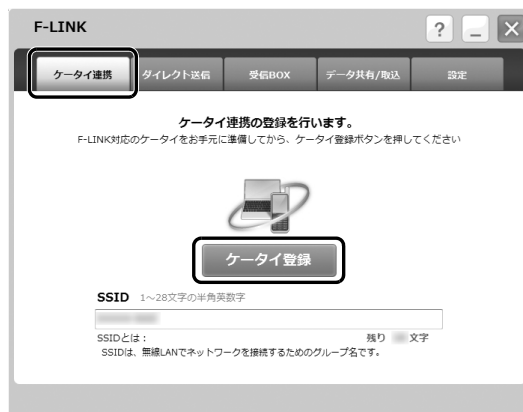 F-LINK
ケータイ連携 ダイレクト送信 受信BOX データ共有/取込 設定
ケータイ連携の登録を行います。
F-LINK対応のケータイをお手元に準備してから、ケータイ登録ボタンを押してください
ケータイ登録
SSID 1～28文字の半角英数字
SSIDとは： 残り 文字
SSIDは、無線LANでネットワークを接続するためのグループ名です。